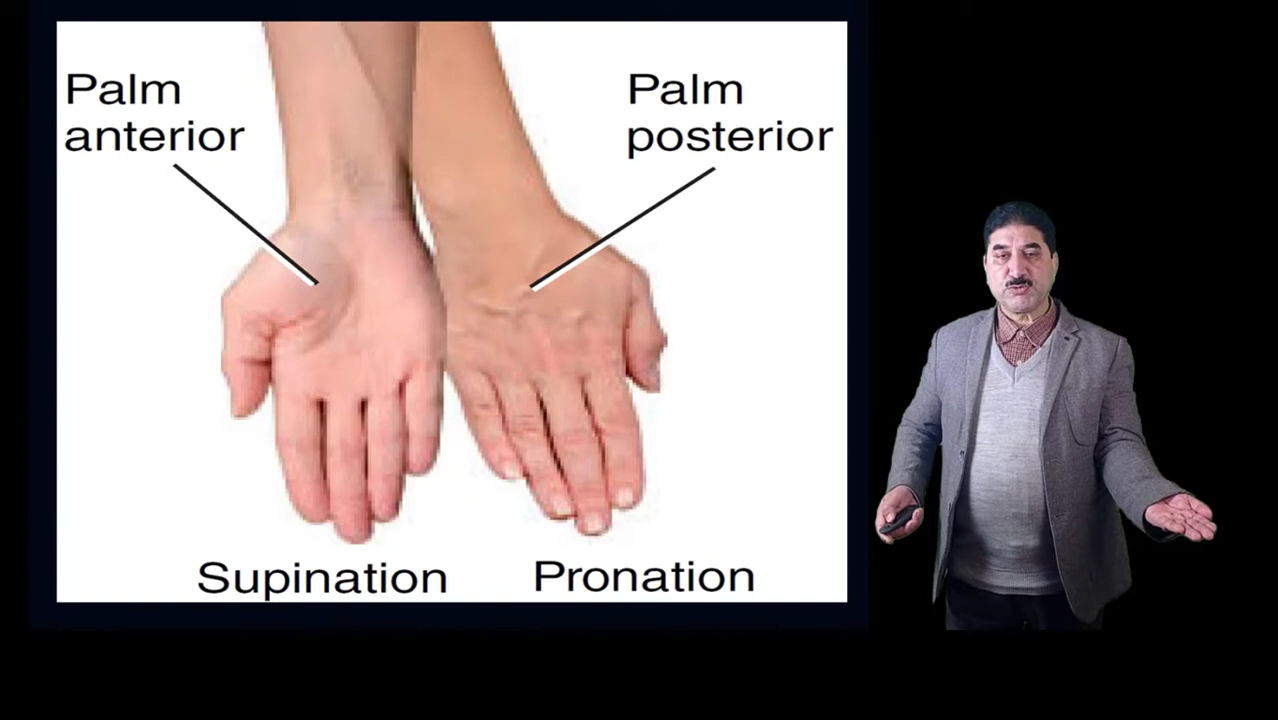 Palm
anterior
Palm
posterior
Supination
Pronation